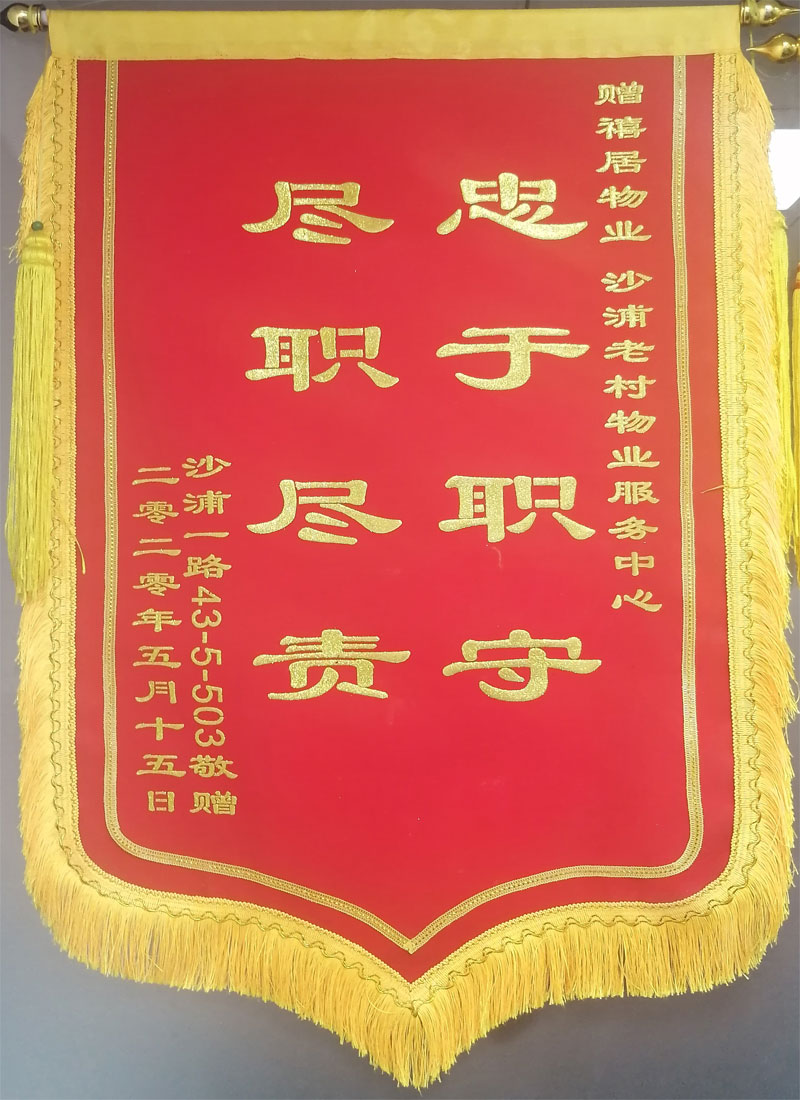 赠禧居物业 沙浦老村物业服务中心
忠于职守
尽职尽责
沙浦一路43-5-503敬赠
二零二零年五月十五日